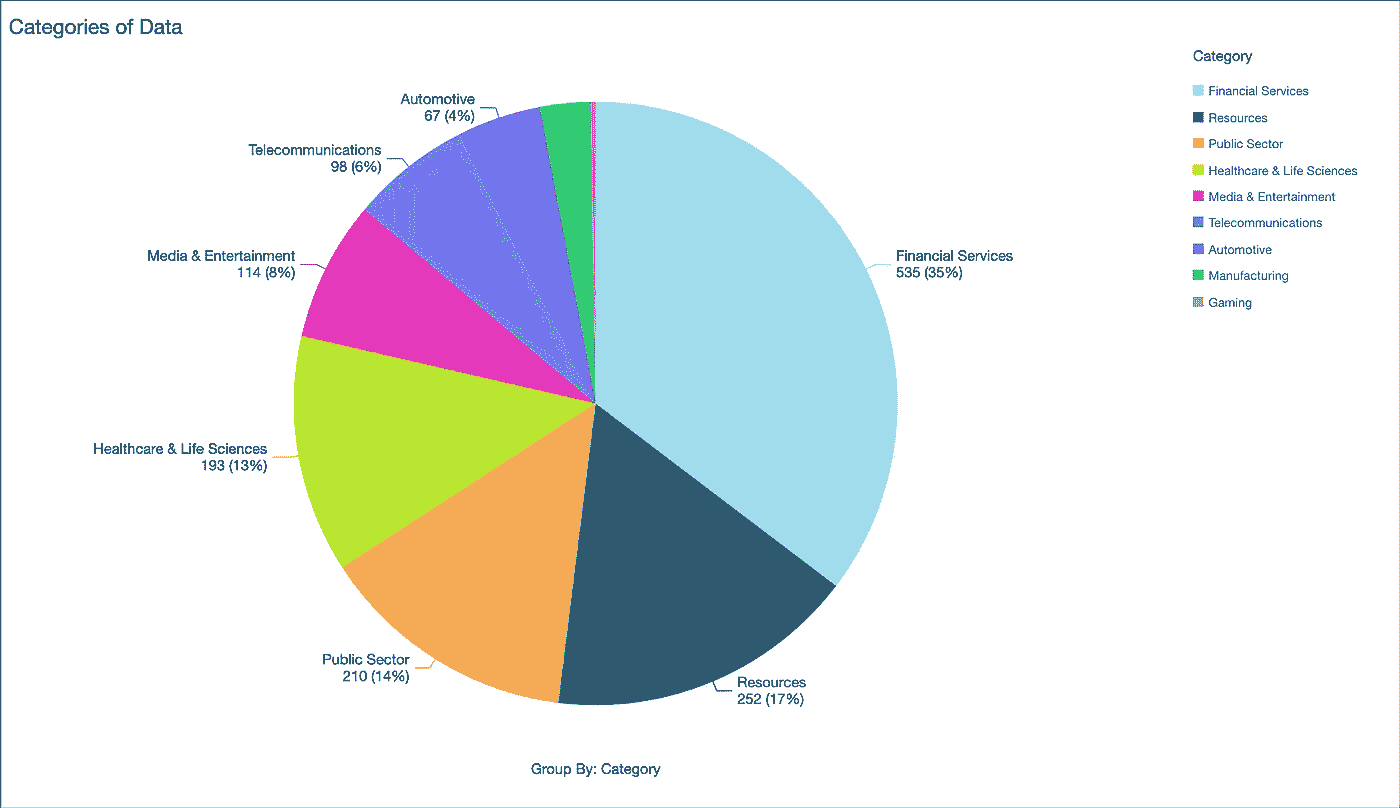 Categories of Data
Category
Financial Services
Resources
Public Sector
Healthcare & Life Sciences
Media & Entertainment
Telecommunications
Automotive
Manufacturing
Gaming
Automotive
67 (4%)
Telecommunications
98 (6%)
Media & Entertainment
114 (8%)
Financial Services
535 (35%)
Healthcare & Life Sciences
193 (13%)
Public Sector
210 (14%)
Resources
252 (17%)
Group By: Category